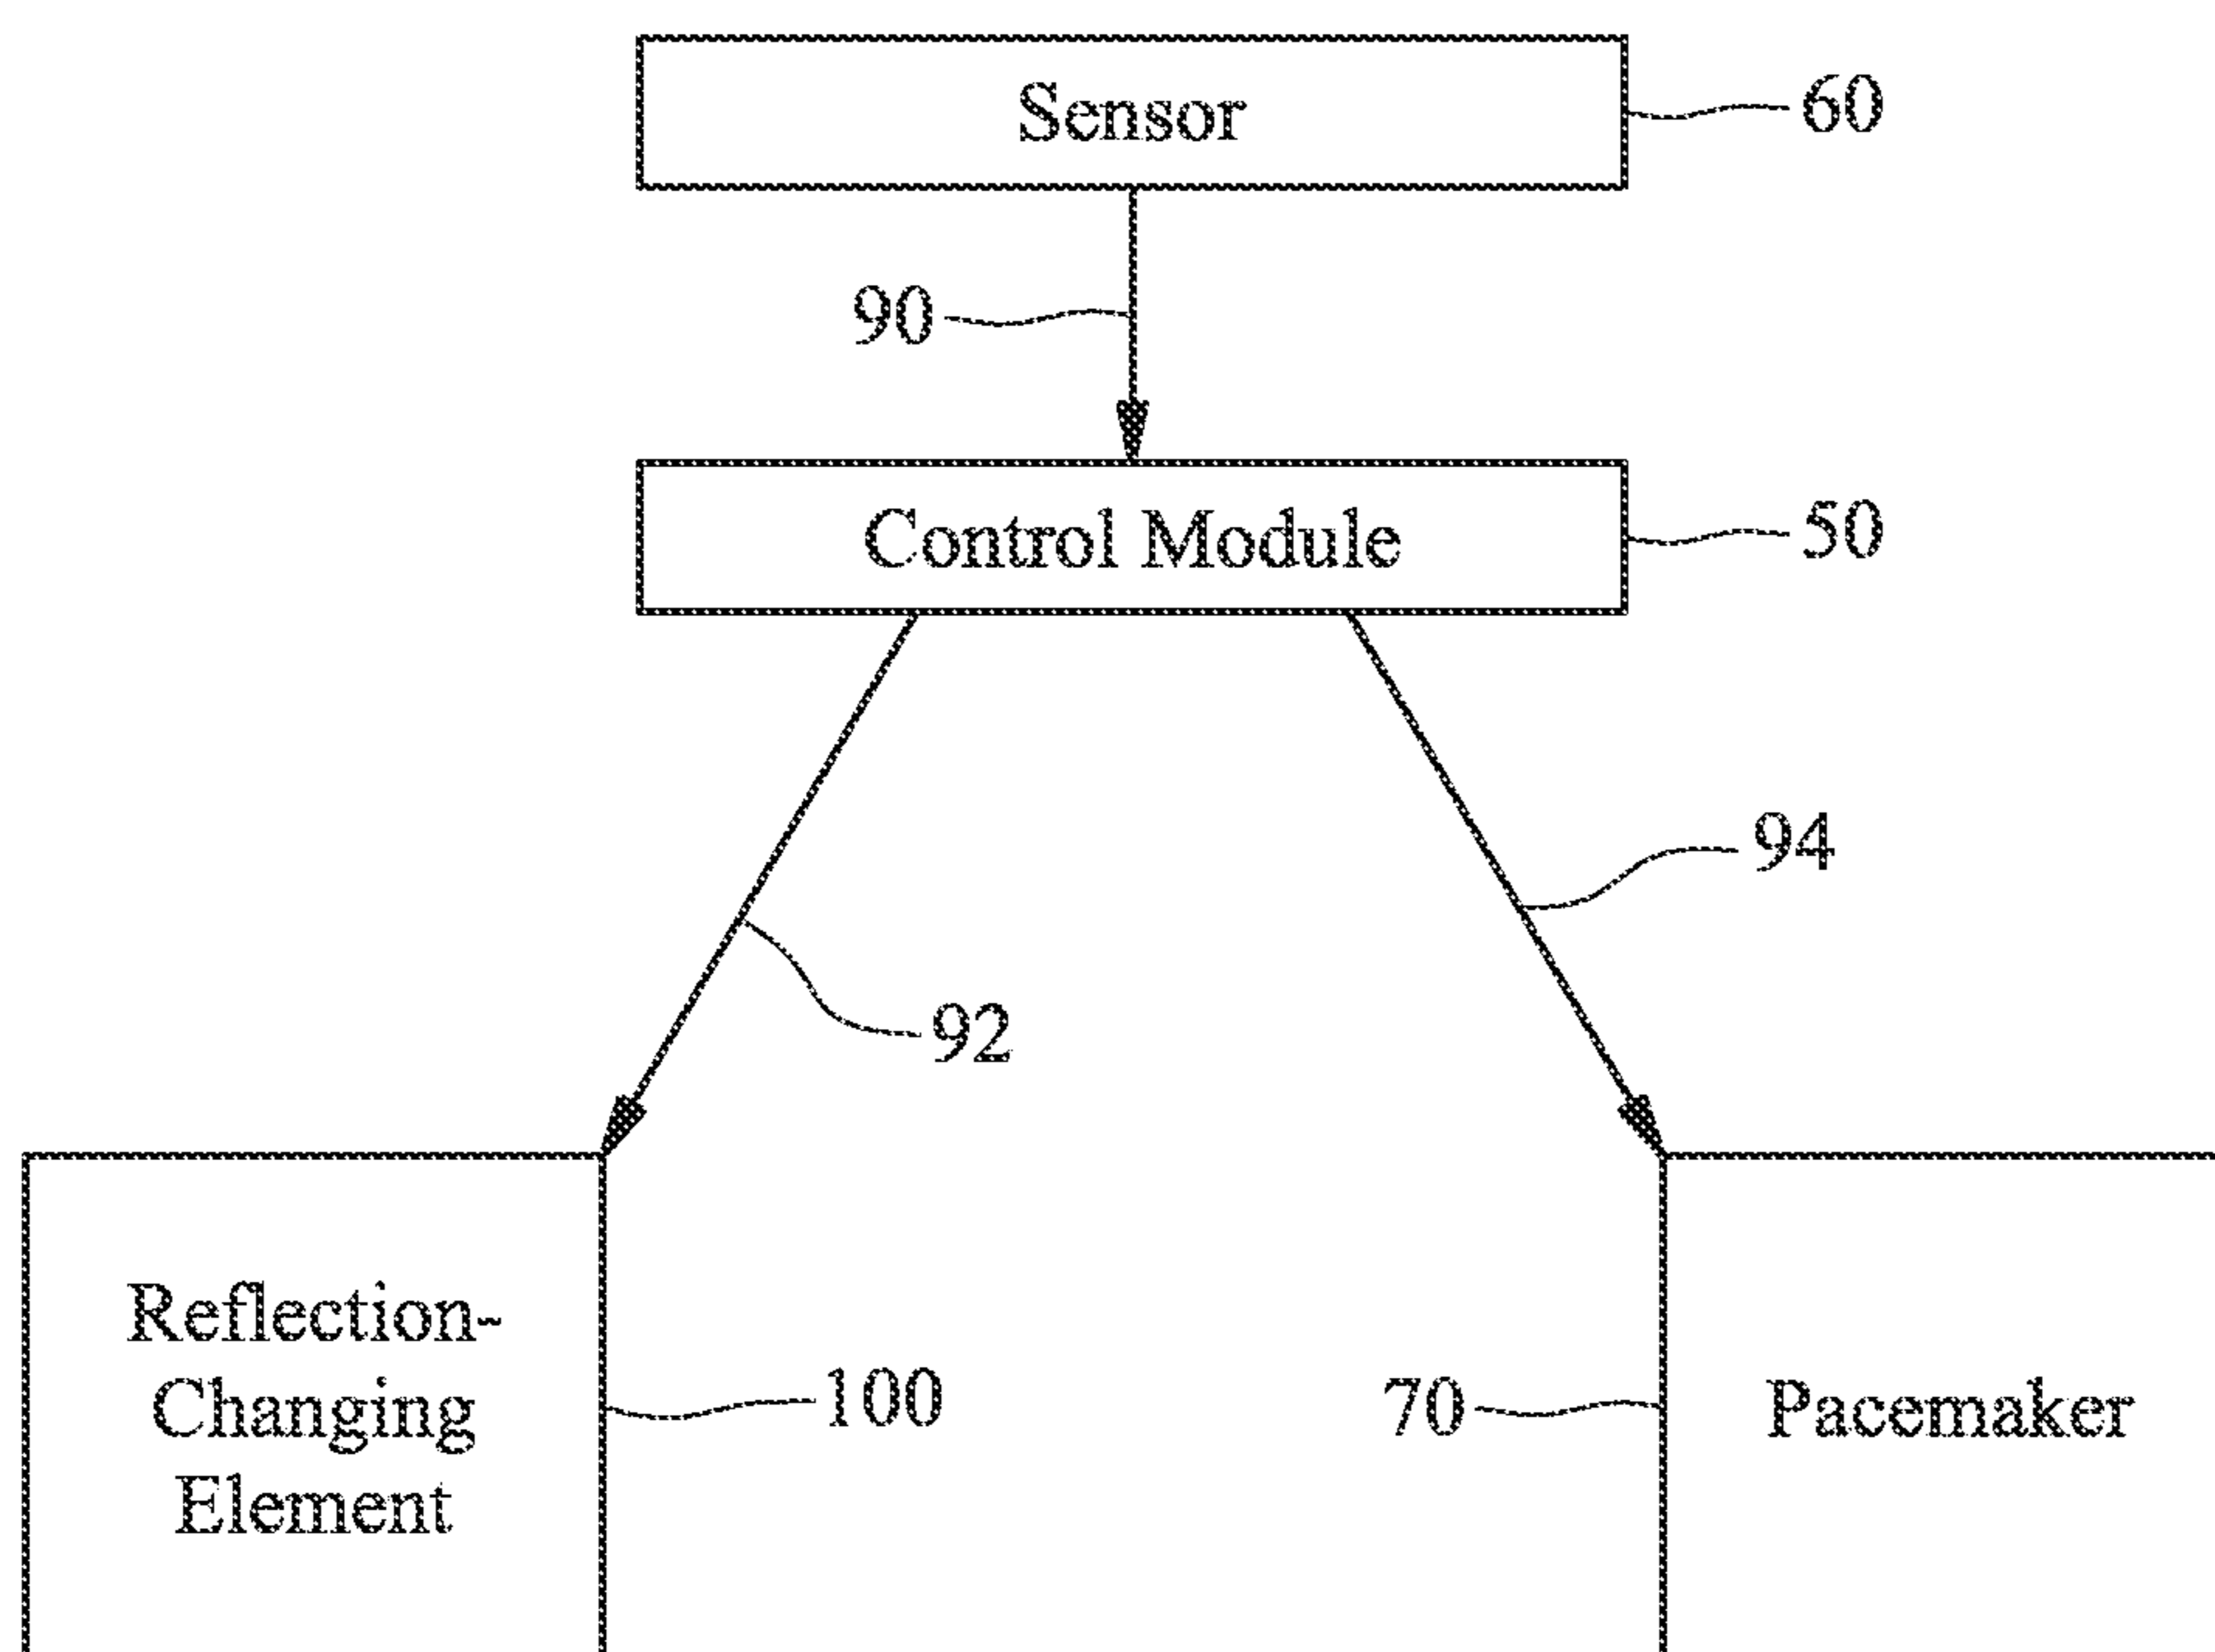 Sensor
60
90
Control Module
50
94
92
Reflection-
Changing
Element
100
70
Pacemaker